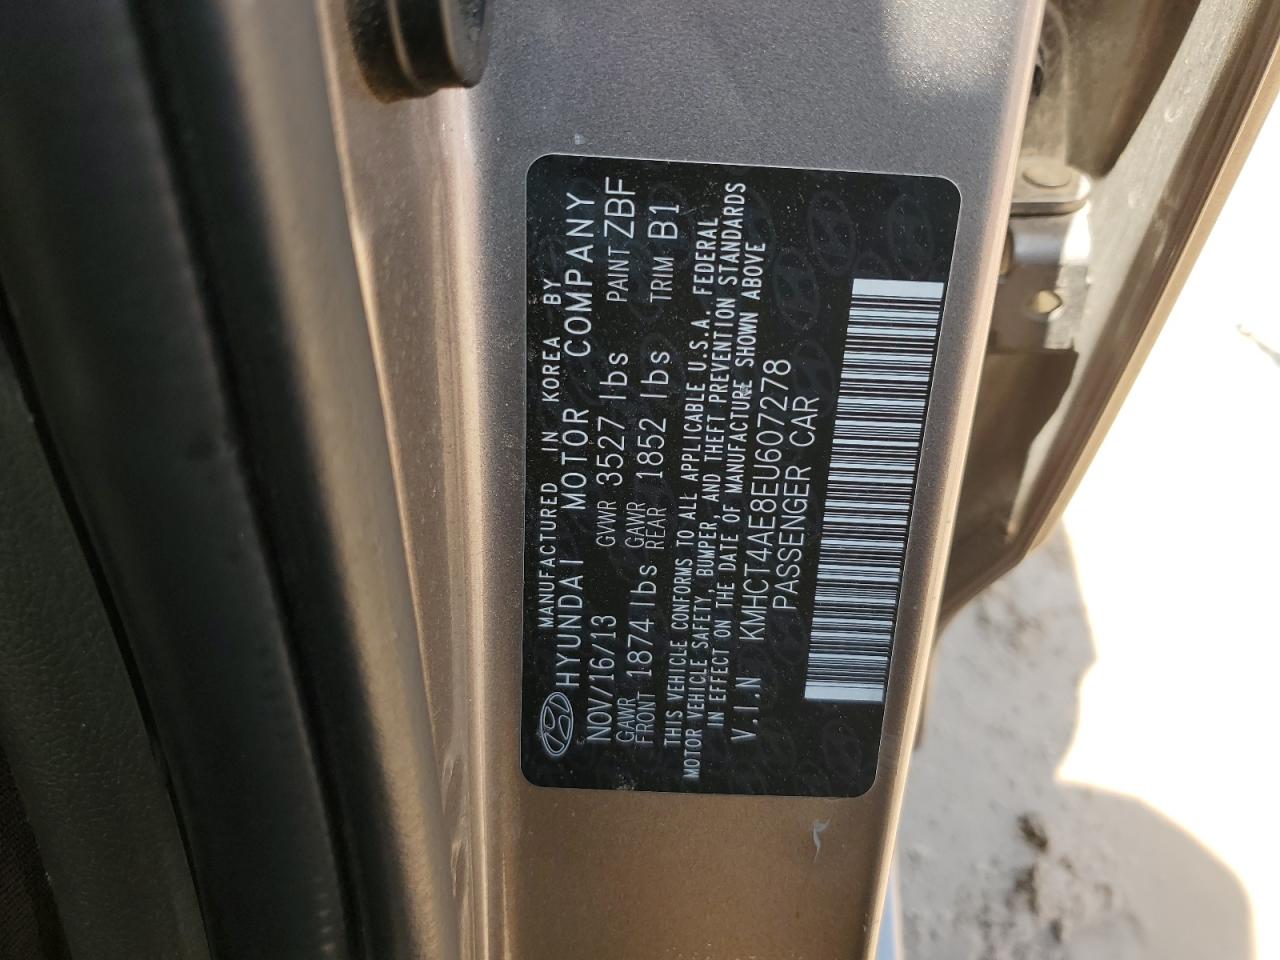 MANUFACTURED IN KOREA BY
HYUNDAI MOTOR COMPANY
NOV/16/13 GVWR 3527 lbs PAINT ZBF
GAWR FRONT 1874 lbs GAWR REAR 1852 lbs TRIM B1
THIS VEHICLE CONFORMS TO ALL APPLICABLE U.S.A. FEDERAL
MOTOR VEHICLE SAFETY, BUMPER, AND THEFT PREVENTION STANDARDS
IN EFFECT ON THE DATE OF MANUFACTURE SHOWN ABOVE
V.I.N KMHCT4AE8EU607278
PASSENGER CAR